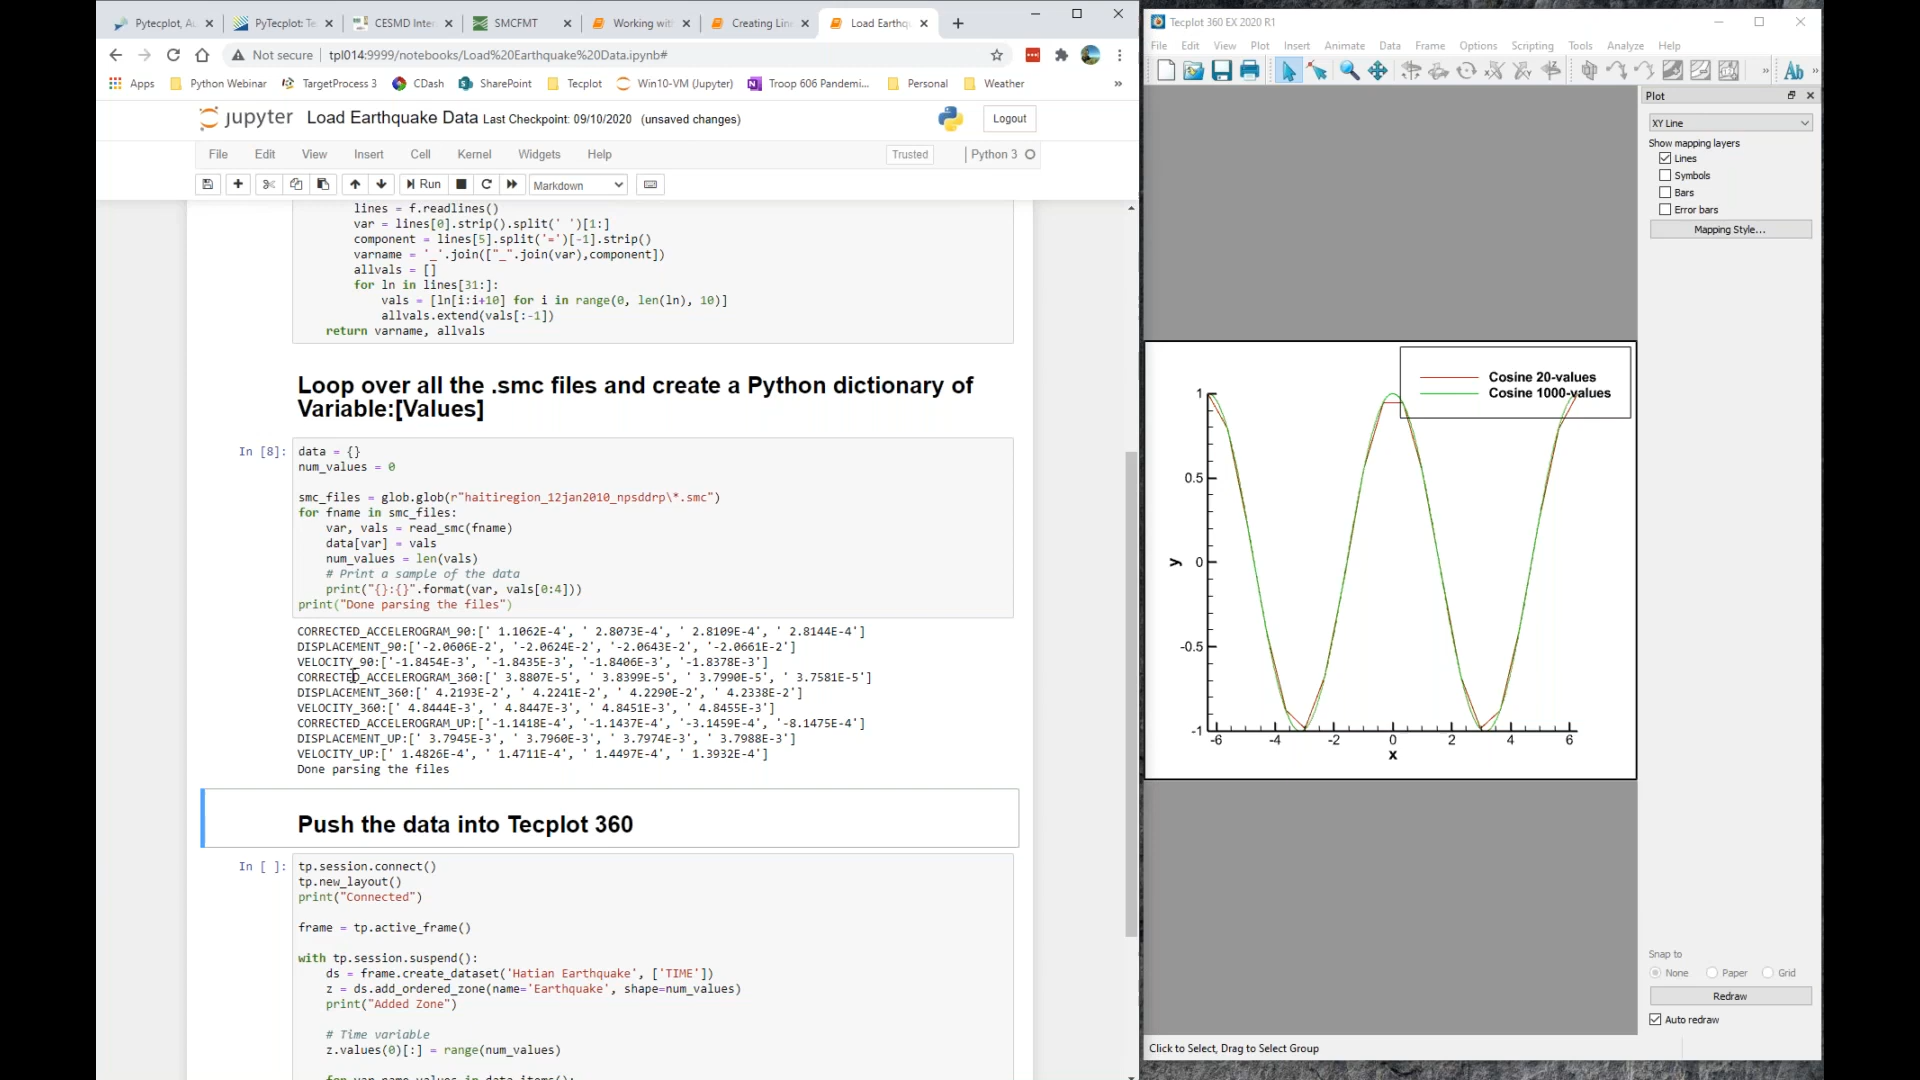 Pytecplot, Au
PyTecplot: Te
CESMD Inte
SMCFMT
Working wit
Creating Line
Load Earthqu
Not secure
tpl014:9999/notebooks/Load%20Earthquake%20Data.ipynb#
Apps
Python Webinar
TargetProcess 3
CDash
SharePoint
Tecplot
Win10-VM (Jupyter)
Troop 606 Pandemi...
Personal
Weather
jupyter
Load Earthquake Data Last Checkpoint: 09/10/2020 (unsaved changes)
Logout
File
Edit
View
Insert
Cell
Kernel
Widgets
Help
Trusted
Python 3
Run
Markdown
lines = f.readlines()
var = lines[0].strip().split(' ')[1:]
component = lines[5].split('=')[-1].strip()
varname = '_'.join(["_".join(var),component])
allvals = []
for ln in lines[31:]:
vals = [ln[i:i+10] for i in range(0, len(ln), 10)]
allvals.extend(vals[:-1])
return varname, allvals
Loop over all the .smc files and create a Python dictionary of
Variable:[Values]
In [8]:
data = {}
num_values = 0
smc_files = glob.glob(r"haitiregion_12jan2010_npsddrp\*.smc")
for fname in smc_files:
var, vals = read_smc(fname)
data[var] = vals
num_values = len(vals)
# Print a sample of the data
print("{}:{}".format(var, vals[0:4]))
print("Done parsing the files")
CORRECTED_ACCELEROGRAM_90:[' 1.1062E-4', ' 2.8073E-4', ' 2.8109E-4', ' 2.8144E-4']
DISPLACEMENT_90:['-2.0606E-2', '-2.0624E-2', '-2.0643E-2', '-2.0661E-2']
VELOCITY_90:['-1.8454E-3', '-1.8435E-3', '-1.8406E-3', '-1.8378E-3']
CORRECTED_ACCELEROGRAM_360:[' 3.8807E-5', ' 3.8399E-5', ' 3.7990E-5', ' 3.7581E-5']
DISPLACEMENT_360:[' 4.2193E-2', ' 4.2241E-2', ' 4.2290E-2', ' 4.2338E-2']
VELOCITY_360:[' 4.8444E-3', ' 4.8447E-3', ' 4.8451E-3', ' 4.8455E-3']
CORRECTED_ACCELEROGRAM_UP:['-1.1418E-4', '-1.1437E-4', '-3.1459E-4', '-8.1475E-4']
DISPLACEMENT_UP:[' 3.7945E-3', ' 3.7960E-3', ' 3.7974E-3', ' 3.7988E-3']
VELOCITY_UP:[' 1.4826E-4', ' 1.4711E-4', ' 1.4497E-4', ' 1.3932E-4']
Done parsing the files
Push the data into Tecplot 360
In [ ]:
tp.session.connect()
tp.new_layout()
print("Connected")
frame = tp.active_frame()
with tp.session.suspend():
ds = frame.create_dataset('Hatian Earthquake', ['TIME'])
z = ds.add_ordered_zone(name='Earthquake', shape=num_values)
print("Added Zone")
# Time variable
z.values(0)[:] = range(num_values)
for var_name,values in data.items():
Tecplot 360 EX 2020 R1
File
Edit
View
Plot
Insert
Animate
Data
Frame
Options
Scripting
Tools
Analyze
Help
Ab
Plot
XY Line
Show mapping layers
Lines
Symbols
Bars
Error bars
Mapping Style...
Cosine 20-values
Cosine 1000-values
1
0.5
0
-0.5
-1
y
-6
-4
-2
0
2
4
6
x
Snap to
None
Paper
Grid
Redraw
Auto redraw
Click to Select, Drag to Select Group